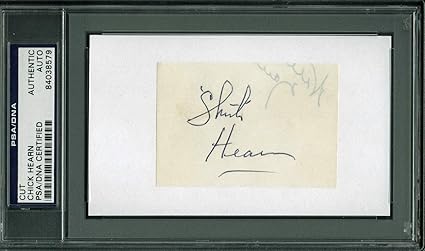 PSA/DNA
CUT
CHICK HEARN
PSA/DNA CERTIFIED
AUTHENTIC
AUTO
84038579
"Chick"
Hearn